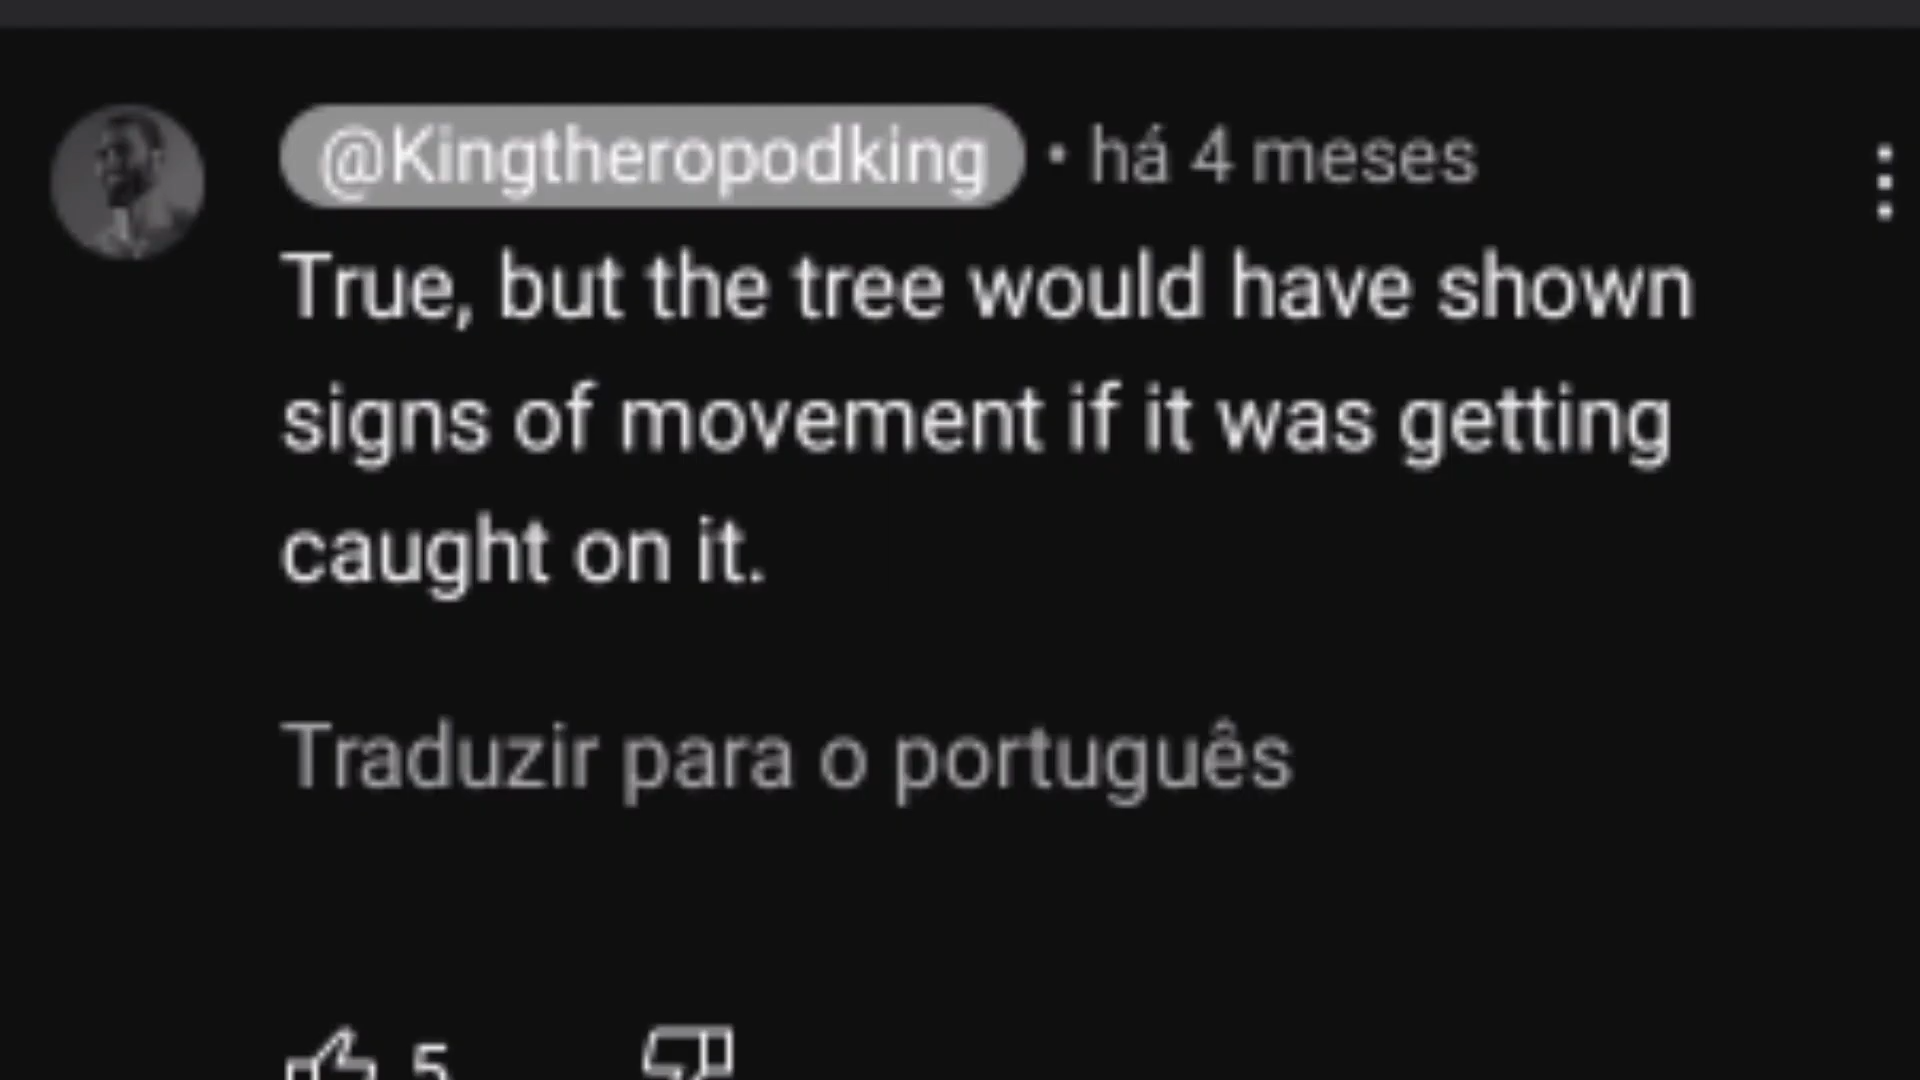 @Kingtheropodking • há 4 meses
True, but the tree would have shown
signs of movement if it was getting
caught on it.
Traduzir para o português
5